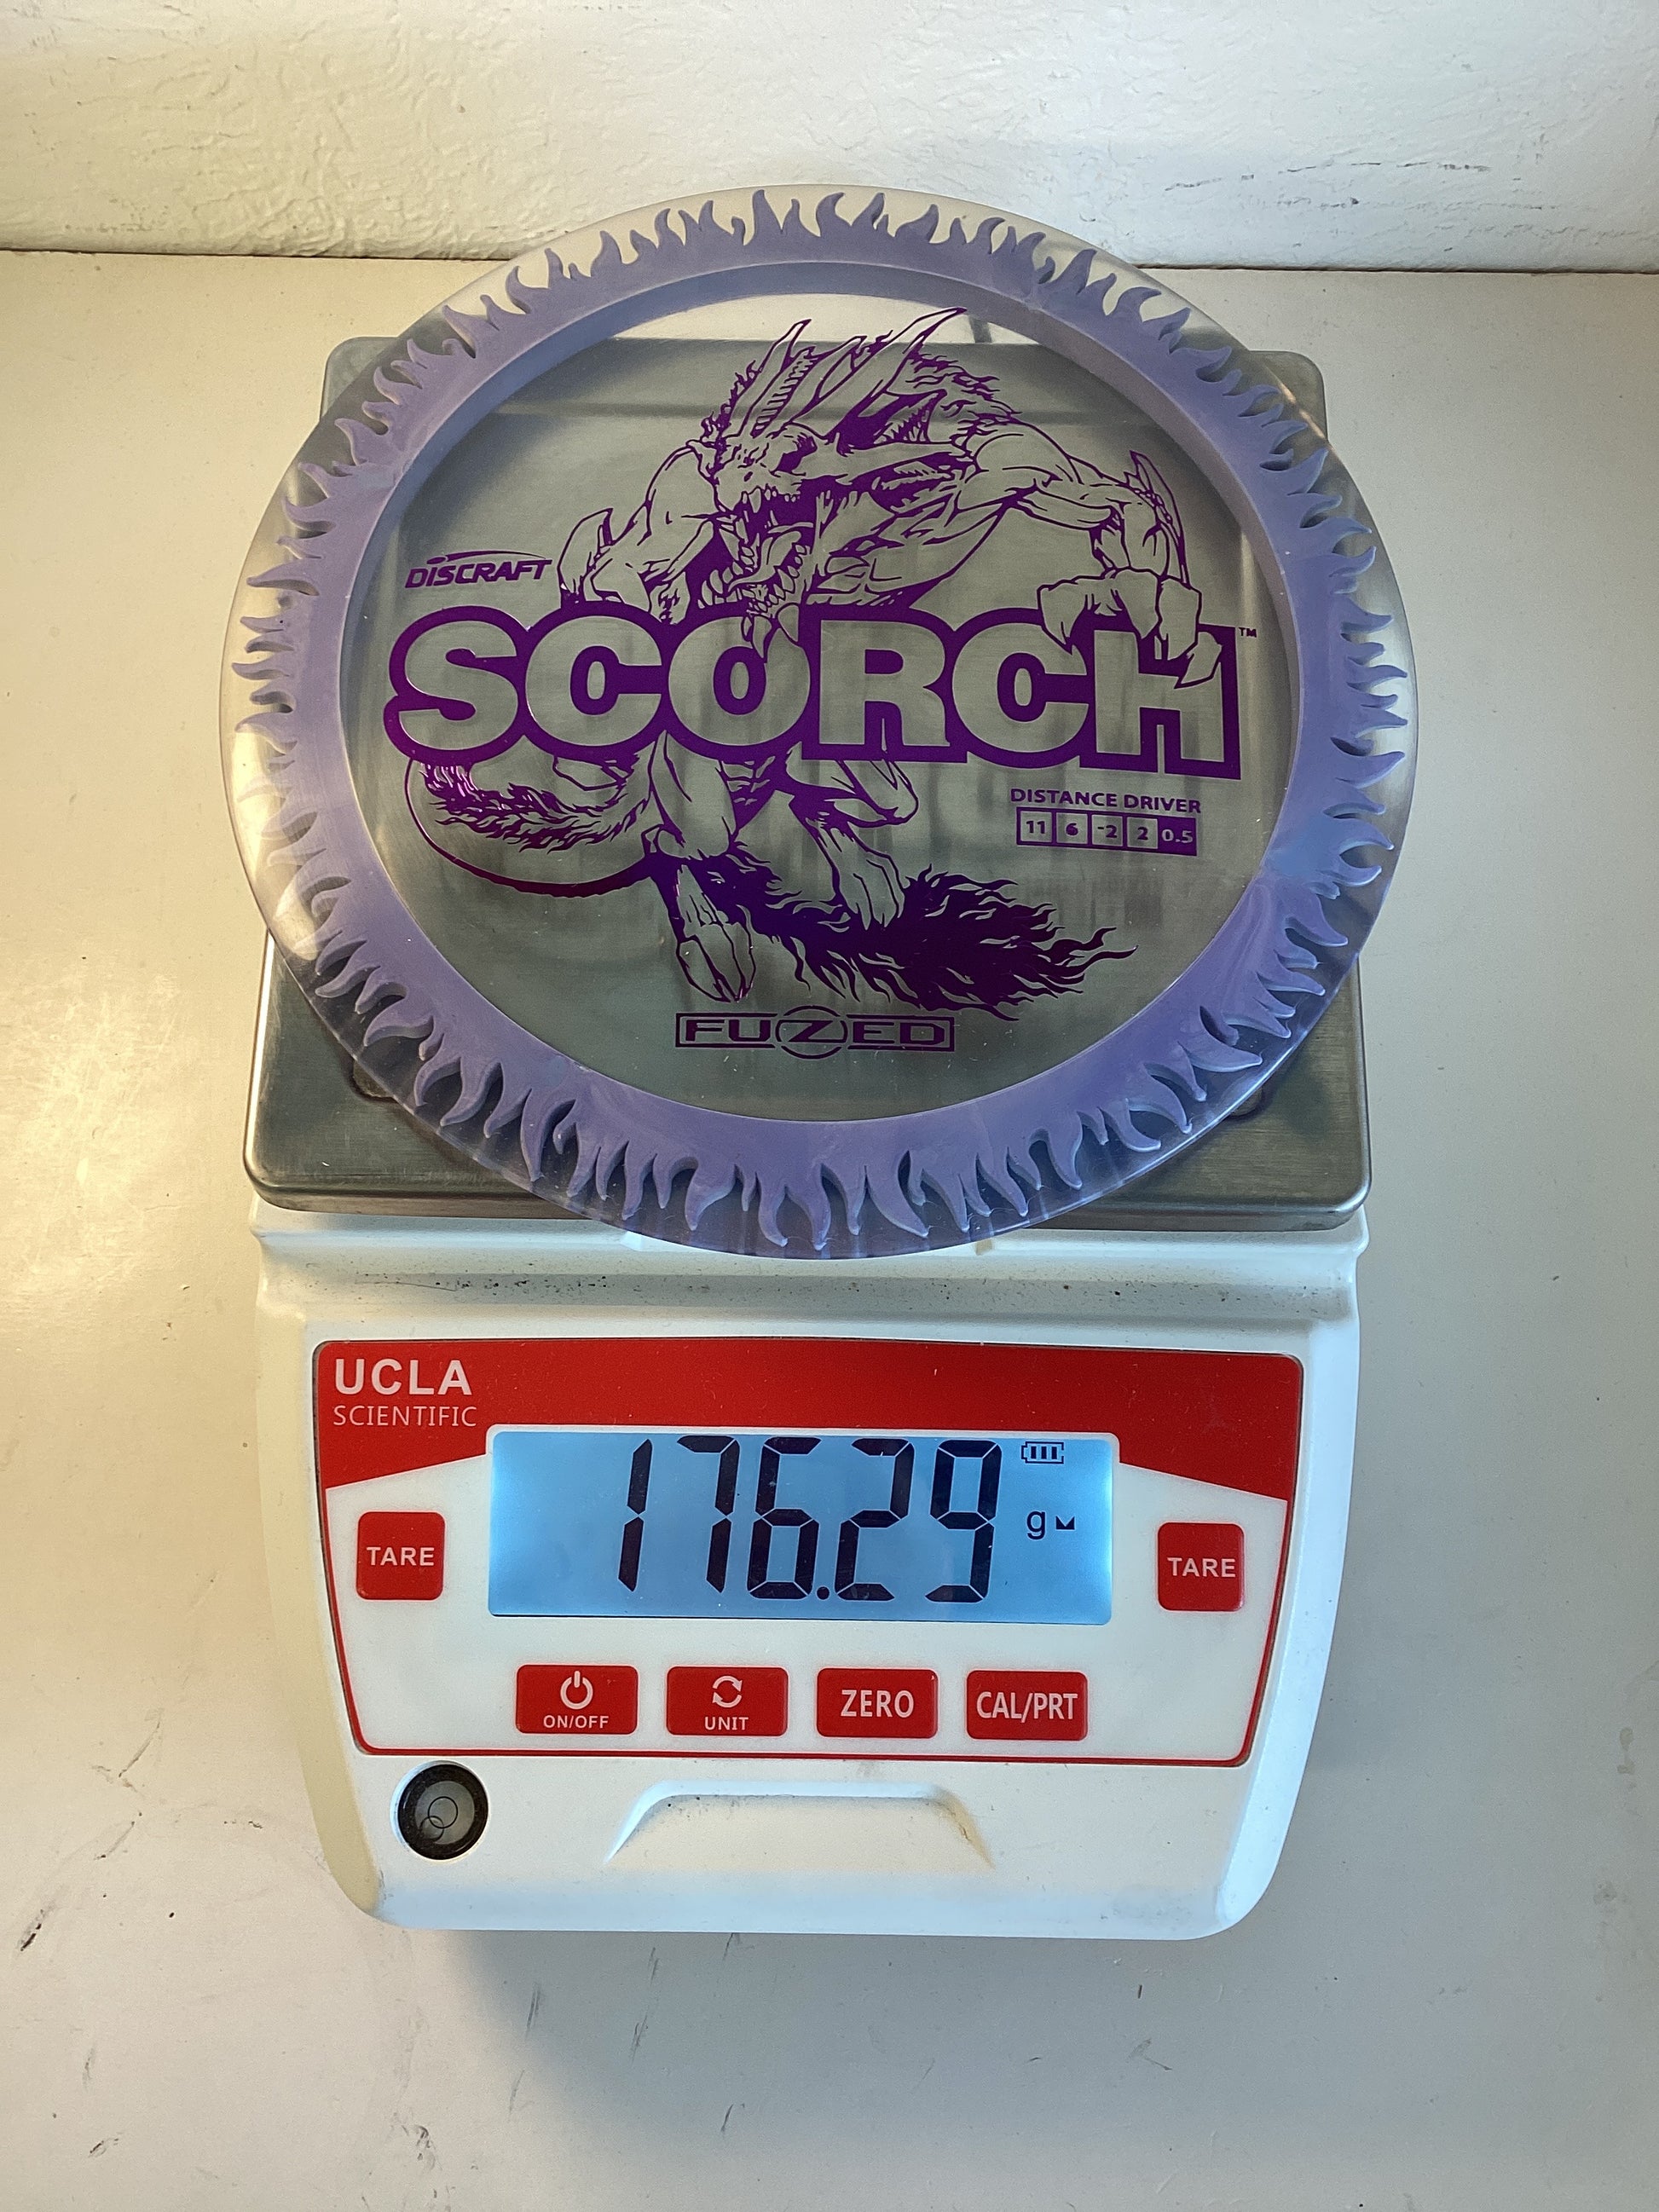 DISCRAFT
SCORCH™
DISTANCE DRIVER
11 6 -2 2 0.5
FUZED
UCLA
SCIENTIFIC
176.29 g
TARE
TARE
ON/OFF
UNIT
ZERO
CAL/PRT